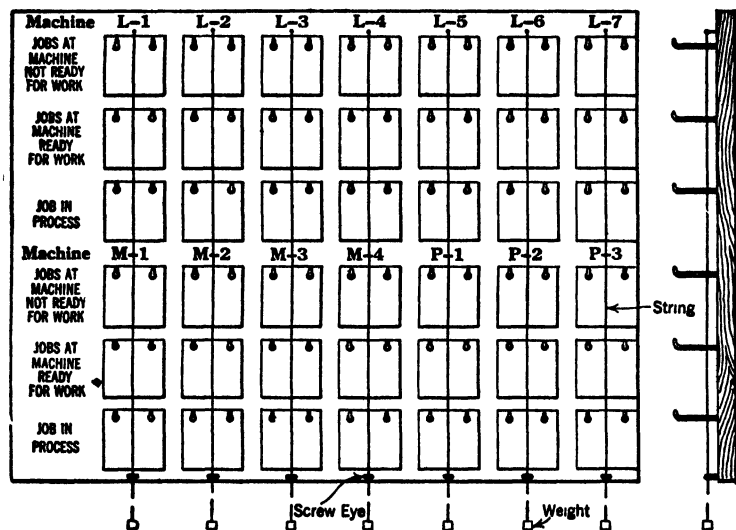 Machine L-1 L-2 L-3 L-4 L-5 L-6 L-7
JOBS AT
MACHINE
NOT READY
FOR WORK
JOBS AT
MACHINE
READY
FOR WORK
JOB IN
PROCESS
Machine M-1 M-2 M-3 M-4 P-1 P-2 P-3
JOBS AT
MACHINE
NOT READY
FOR WORK
String
JOBS AT
MACHINE
READY
FOR WORK
JOB IN
PROCESS
Screw Eye
Weight